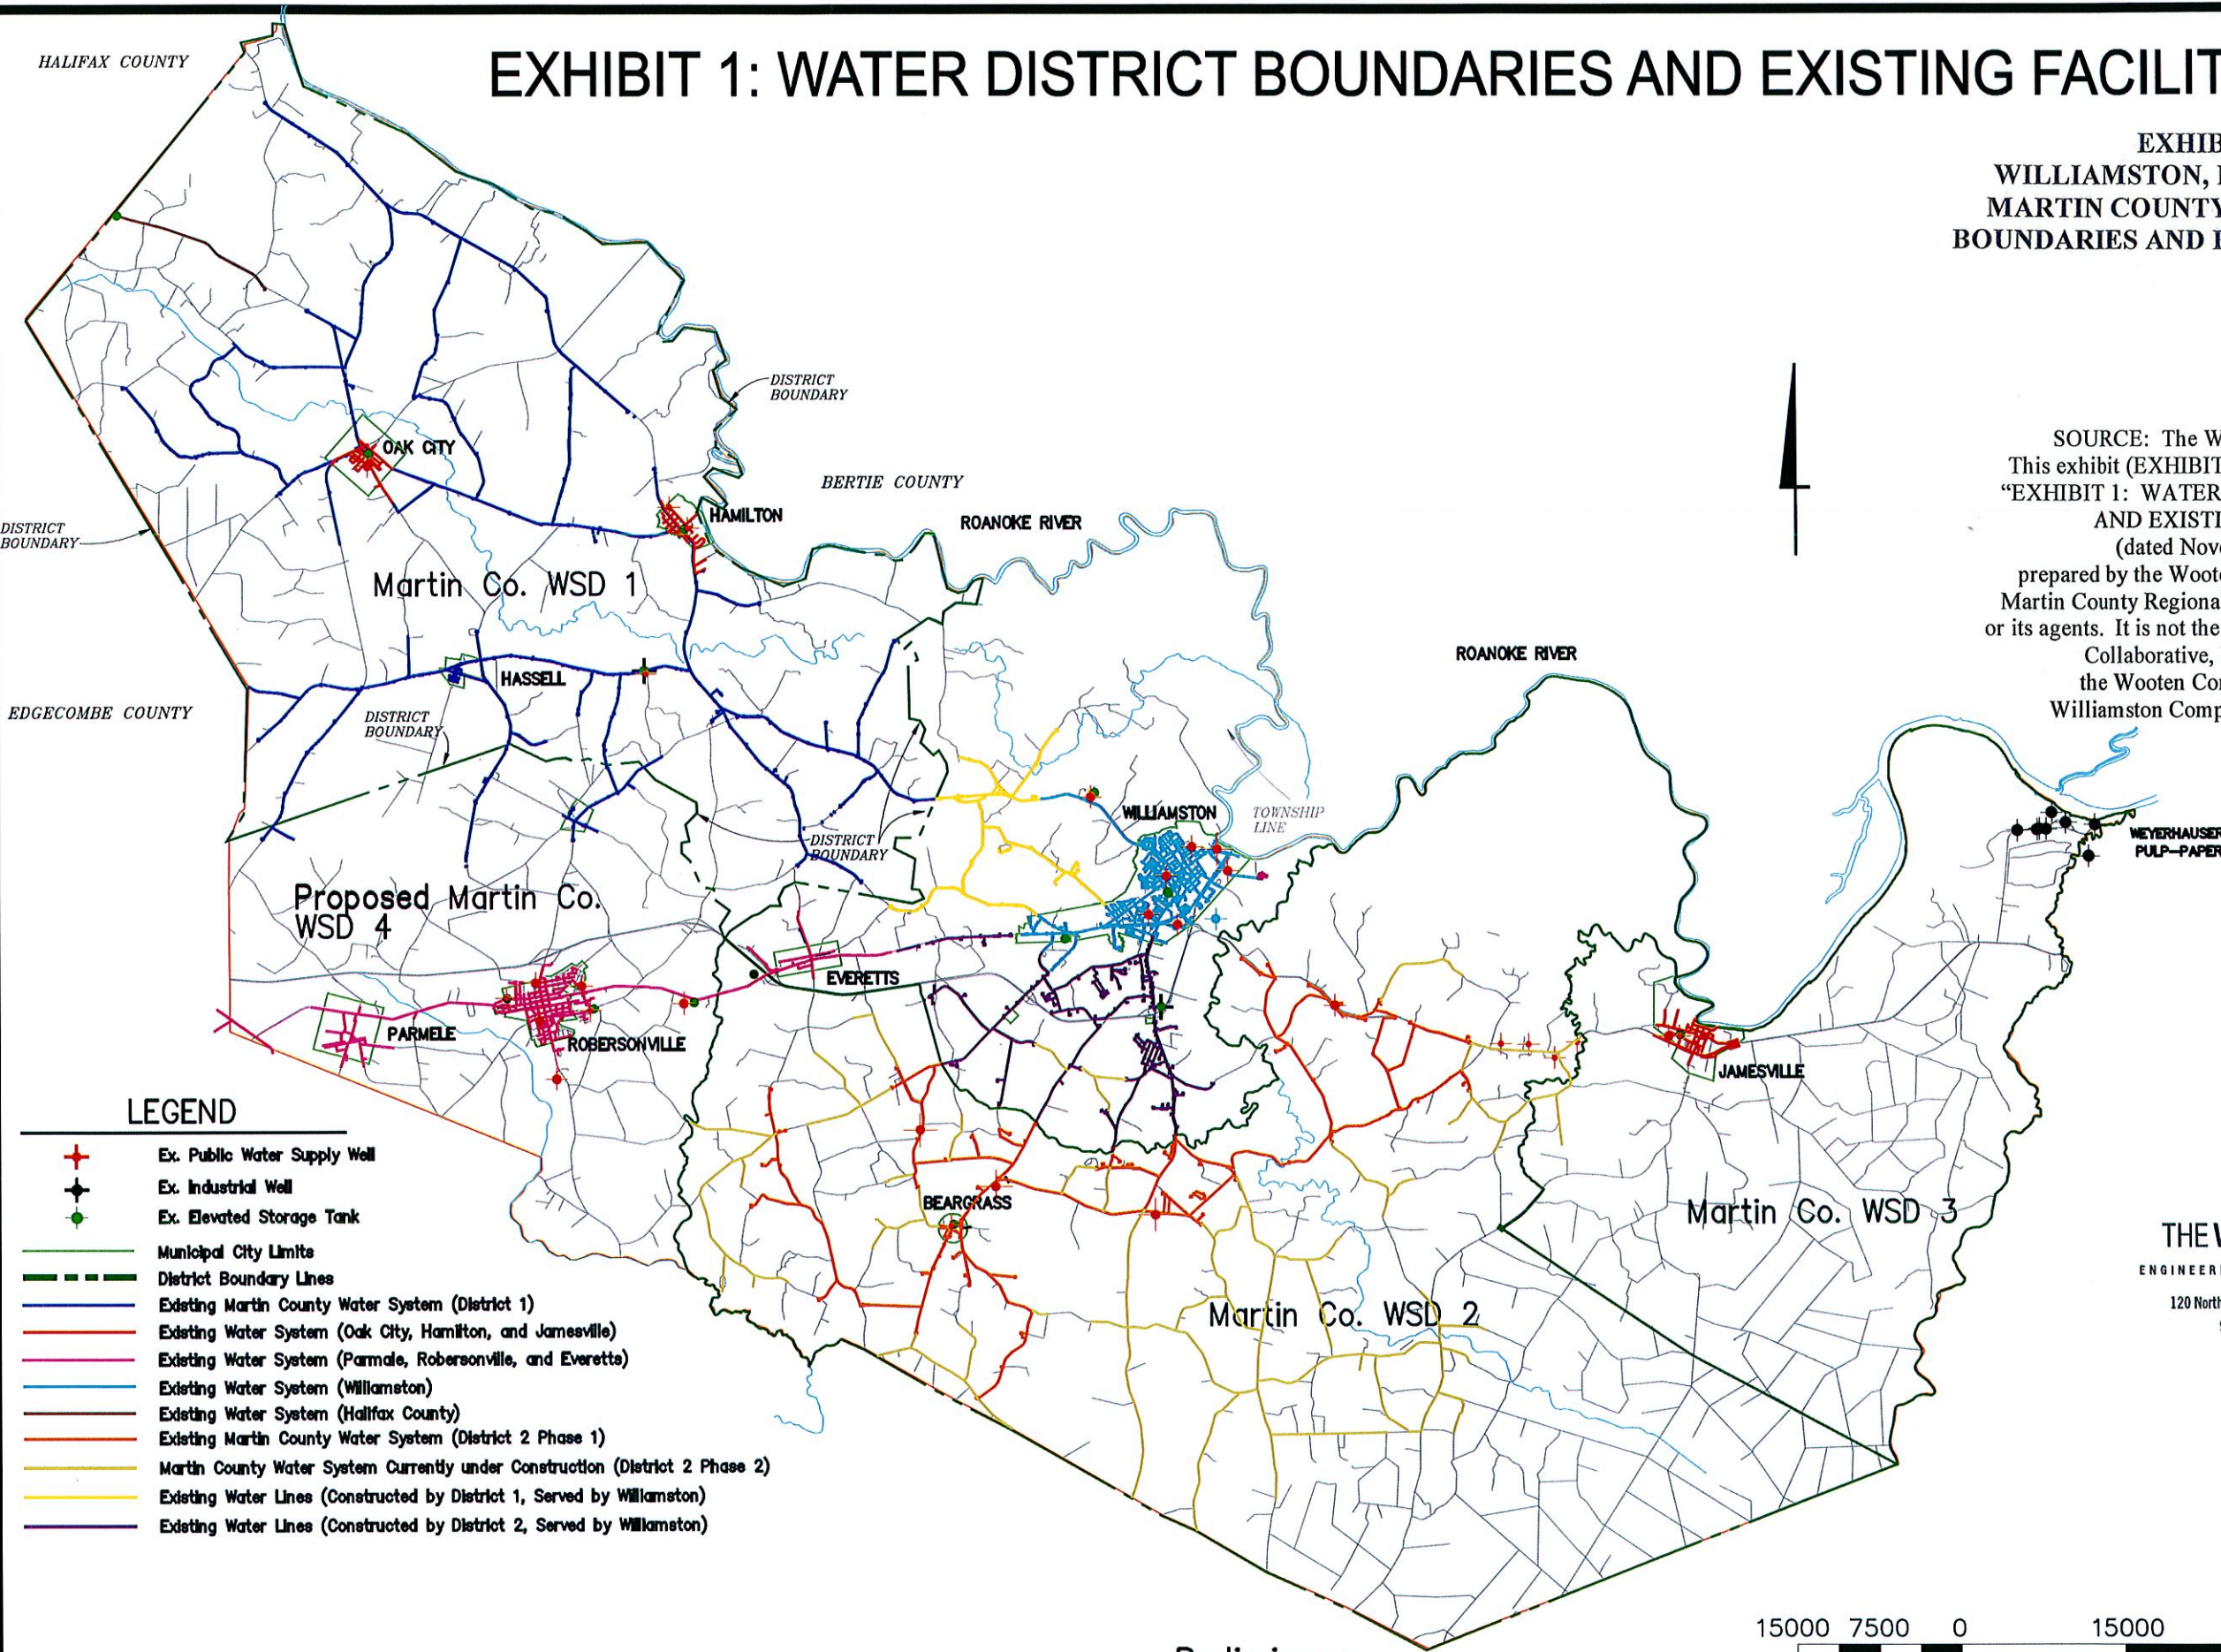 EXHIBIT 1: WATER DISTRICT BOUNDARIES AND EXISTING FACILIT
HALIFAX COUNTY
EXHIB
WILLIAMSTON,
MARTIN COUNTY
BOUNDARIES AND
DISTRICT
BOUNDARY
SOURCE: The W
This exhibit (EXHIBIT
"EXHIBIT 1: WATER
AND EXISTI
(dated Nov
prepared by the Woot
Martin County Regiona
or its agents. It is not the
Collaborative,
the Wooten Co
Williamston Comp
OAK CITY
BERTIE COUNTY
HAMILTON
ROANOKE RIVER
DISTRICT
BOUNDARY
Martin Co. WSD 1
ROANOKE RIVER
HASSELL
EDGECOMBE COUNTY
DISTRICT
BOUNDARY
WILLIAMSTON
TOWNSHIP
LINE
DISTRICT
BOUNDARY
WEYERHAUSER
PULP-PAPER
Proposed Martin Co.
WSD 4
EVERETTS
PARMELE
ROBERSONVILLE
JAMESVILLE
BEARGRASS
Martin Co. WSD 3
Martin Co. WSD 2
THE W
ENGINEER
120 North
LEGEND
Ex. Public Water Supply Well
Ex. Industrial Well
Ex. Elevated Storage Tank
Municipal City Limits
District Boundary Lines
Existing Martin County Water System (District 1)
Existing Water System (Oak City, Hamilton, and Jamesville)
Existing Water System (Parmale, Robersonville, and Everetts)
Existing Water System (Williamston)
Existing Water System (Halifax County)
Existing Martin County Water System (District 2 Phase 1)
Martin County Water System Currently under Construction (District 2 Phase 2)
Existing Water Lines (Constructed by District 1, Served by Williamston)
Existing Water Lines (Constructed by District 2, Served by Williamston)
15000 7500 0 15000